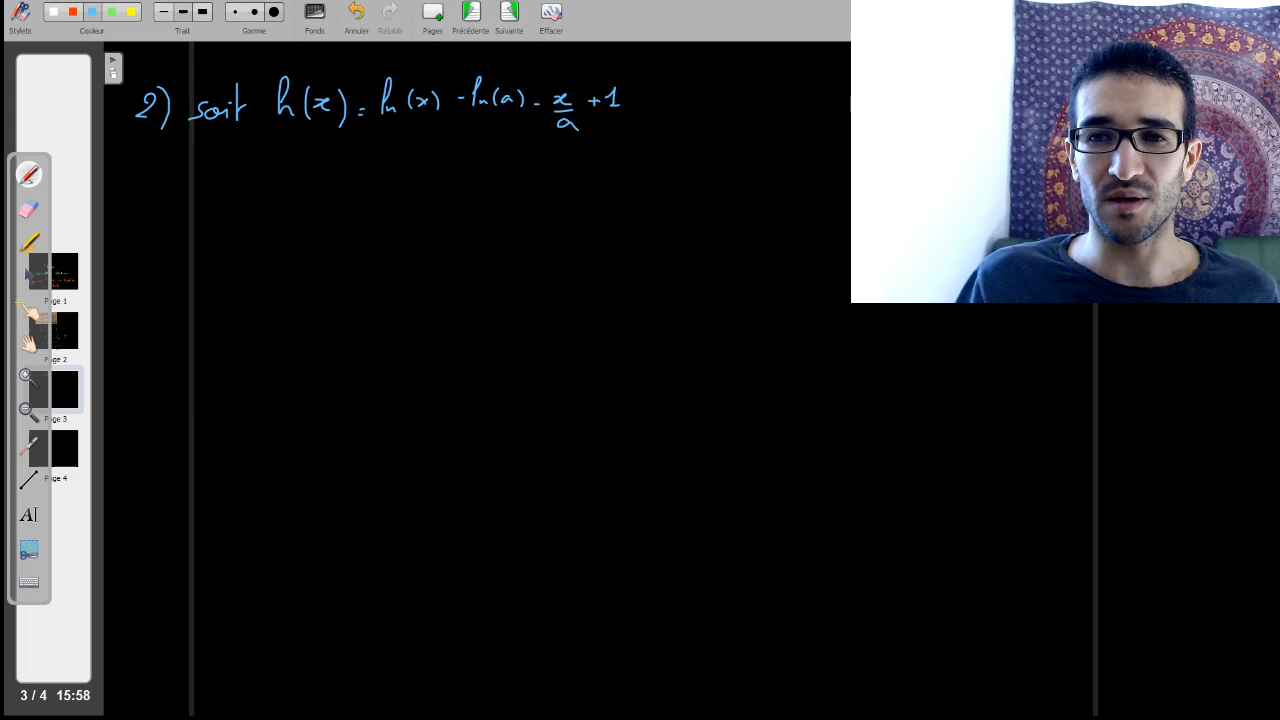 Stylets Couleur Trait Gomme Fonds Annuler Rétablir Pages Précédente Suivante Effacer
2) soit h(x) = ln(x) - ln(a) - x/a + 1
Page 1
Page 2
Page 3
Page 4
AI
3 / 4 15:58